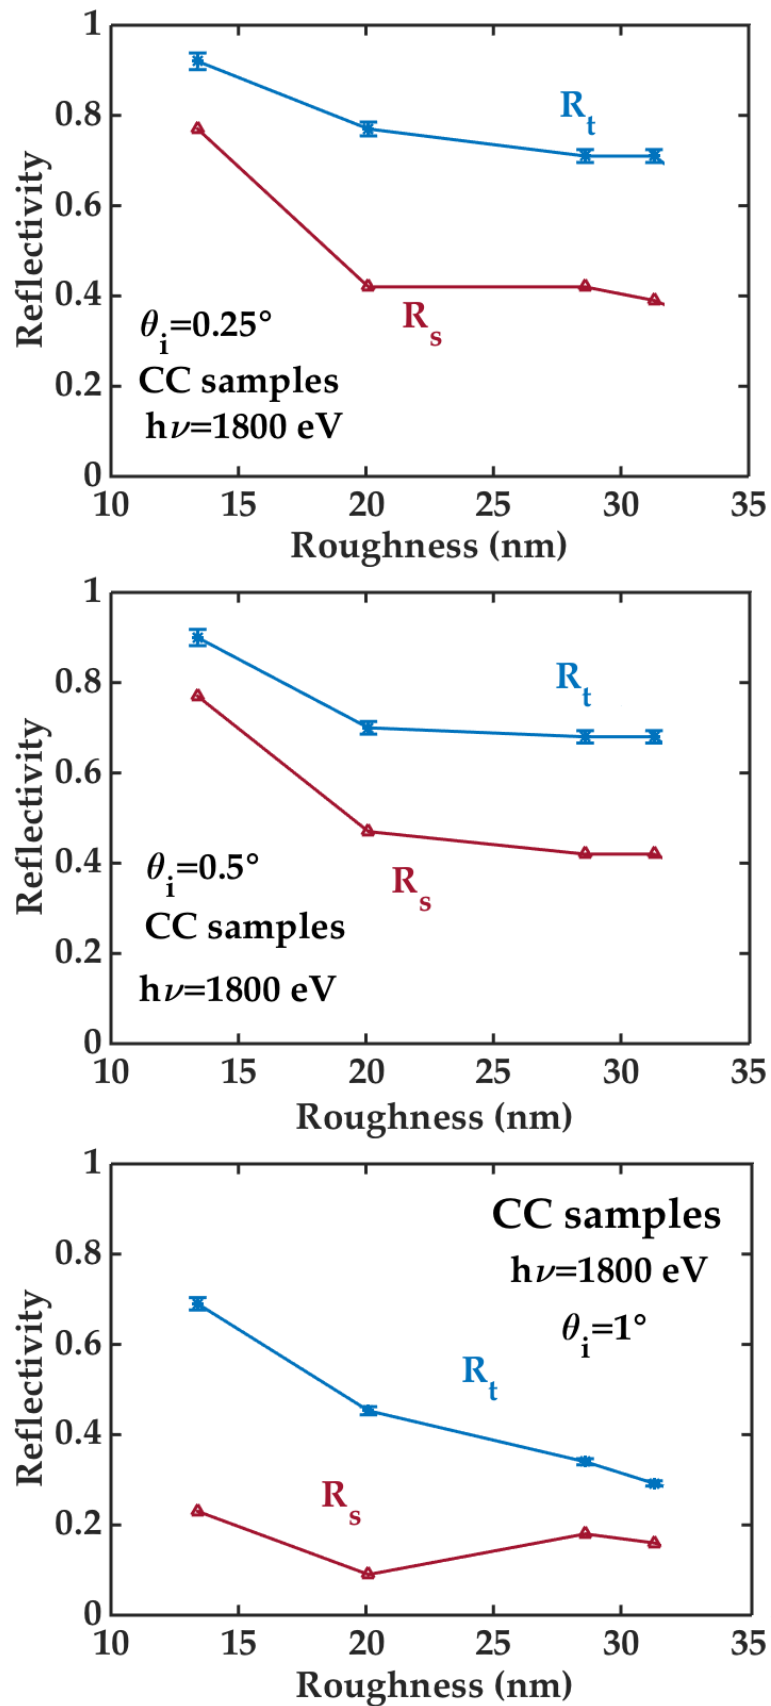 1
0.8
0.6
0.4
0.2
0
Reflectivity
R_t
R_s
θ_i=0.25°
CC samples
hν=1800 eV
10 15 20 25 30 35
Roughness (nm)
1
0.8
0.6
0.4
0.2
0
Reflectivity
R_t
R_s
θ_i=0.5°
CC samples
hν=1800 eV
10 15 20 25 30 35
Roughness (nm)
1
0.8
0.6
0.4
0.2
0
Reflectivity
CC samples
hν=1800 eV
θ_i=1°
R_t
R_s
10 15 20 25 30 35
Roughness (nm)